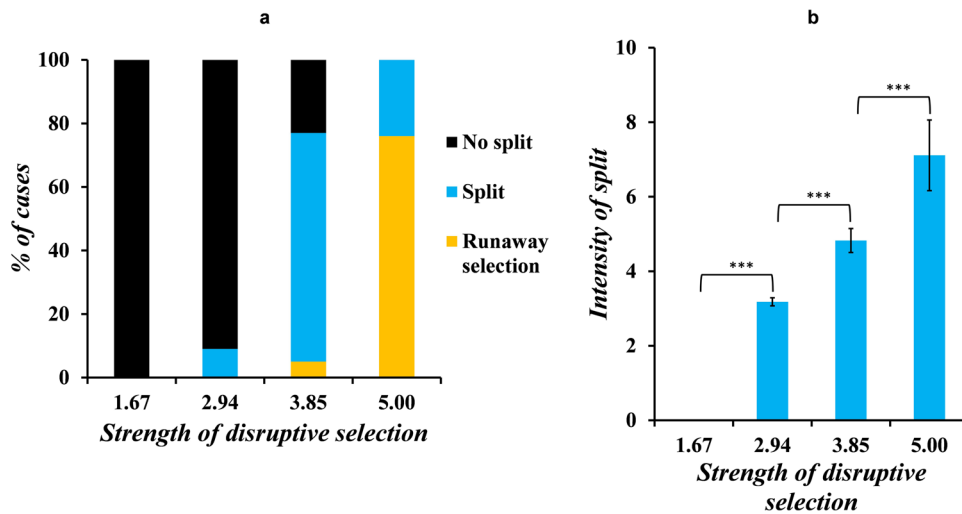 a
100
80
60
40
20
0
% of cases
1.67 2.94 3.85 5.00
Strength of disruptive selection
No split
Split
Runaway
selection
b
10
8
6
4
2
0
Intensity of split
***
***
***
1.67 2.94 3.85 5.00
Strength of disruptive
selection